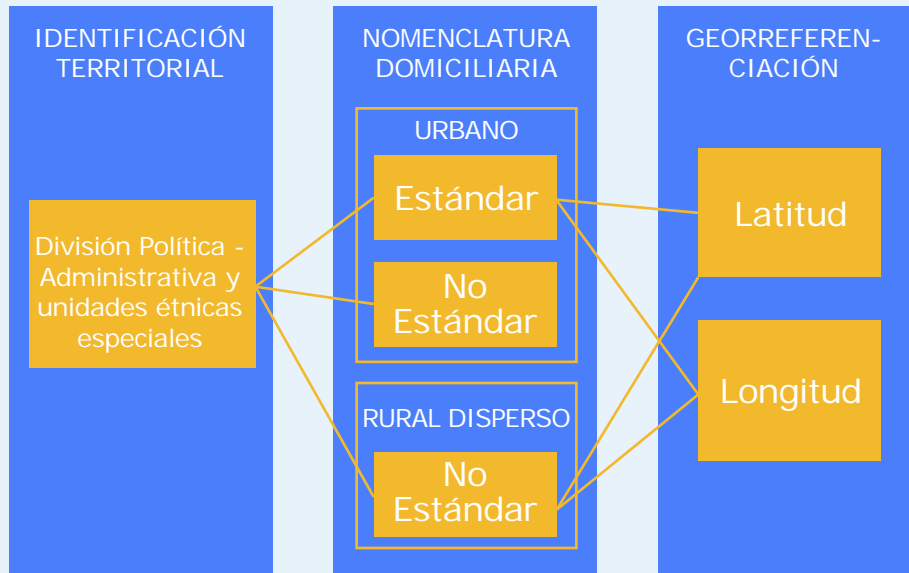 IDENTIFICACIÓN
TERRITORIAL
División Política -
Administrativa y
unidades étnicas
especiales
NOMENCLATURA
DOMICILIARIA
URBANO
Estándar
No
Estándar
RURAL DISPERSO
No
Estándar
GEORREFEREN-
CIACIÓN
Latitud
Longitud